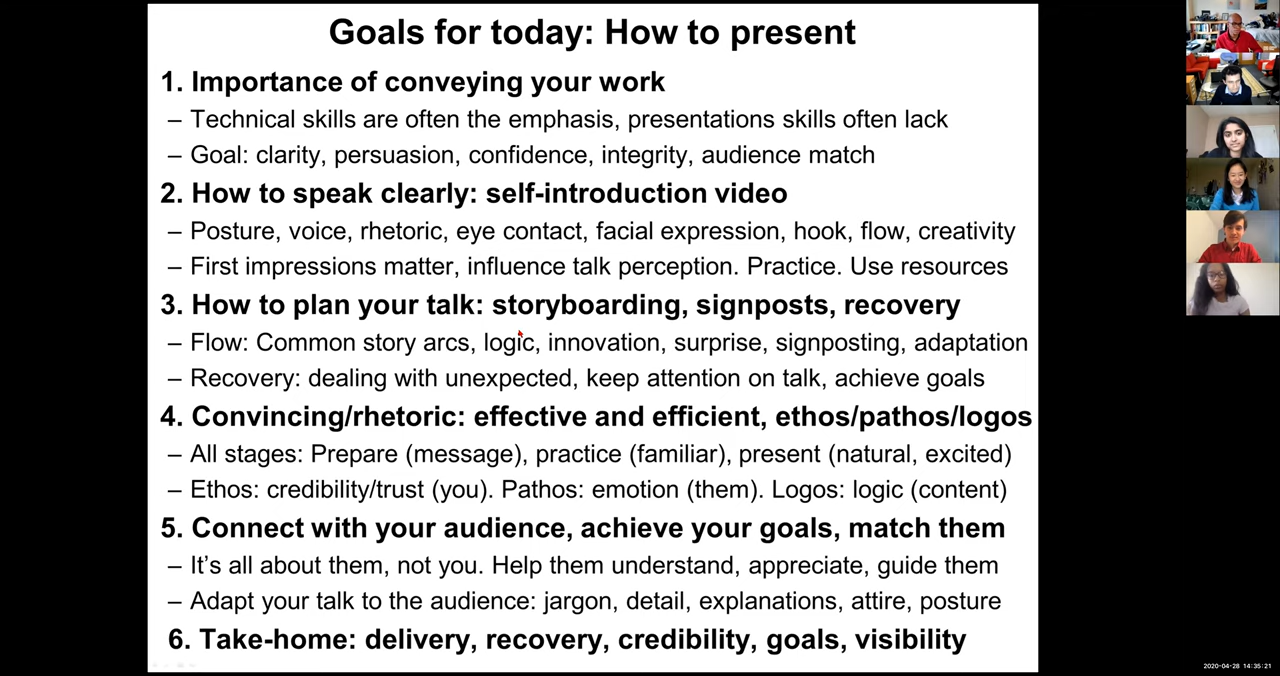 Goals for today: How to present
1. Importance of conveying your work
– Technical skills are often the emphasis, presentations skills often lack
– Goal: clarity, persuasion, confidence, integrity, audience match
2. How to speak clearly: self-introduction video
– Posture, voice, rhetoric, eye contact, facial expression, hook, flow, creativity
– First impressions matter, influence talk perception. Practice. Use resources
3. How to plan your talk: storyboarding, signposts, recovery
– Flow: Common story arcs, logic, innovation, surprise, signposting, adaptation
– Recovery: dealing with unexpected, keep attention on talk, achieve goals
4. Convincing/rhetoric: effective and efficient, ethos/pathos/logos
– All stages: Prepare (message), practice (familiar), present (natural, excited)
– Ethos: credibility/trust (you). Pathos: emotion (them). Logos: logic (content)
5. Connect with your audience, achieve your goals, match them
– It’s all about them, not you. Help them understand, appreciate, guide them
– Adapt your talk to the audience: jargon, detail, explanations, attire, posture
6. Take-home: delivery, recovery, credibility, goals, visibility
2020-04-28 14:35:21